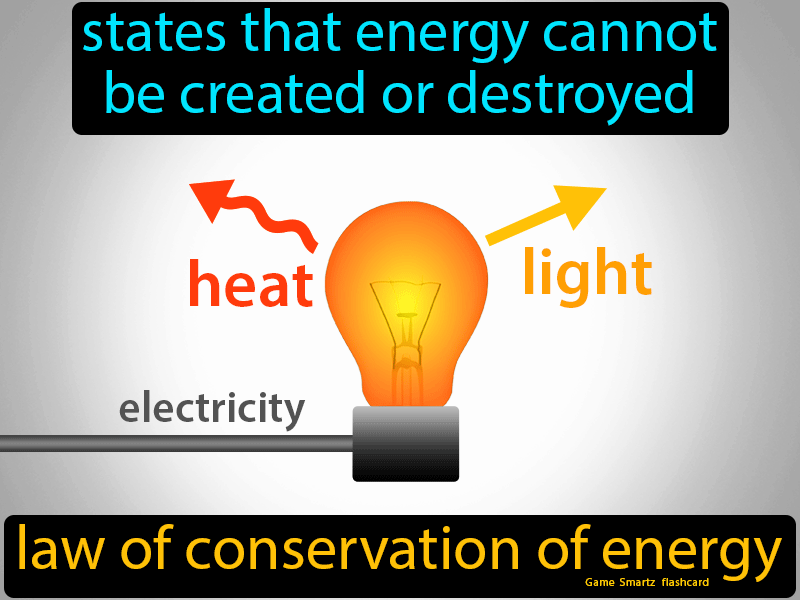 states that energy cannot
be created or destroyed
heat
light
electricity
law of conservation of energy
Game Smartz flashcard